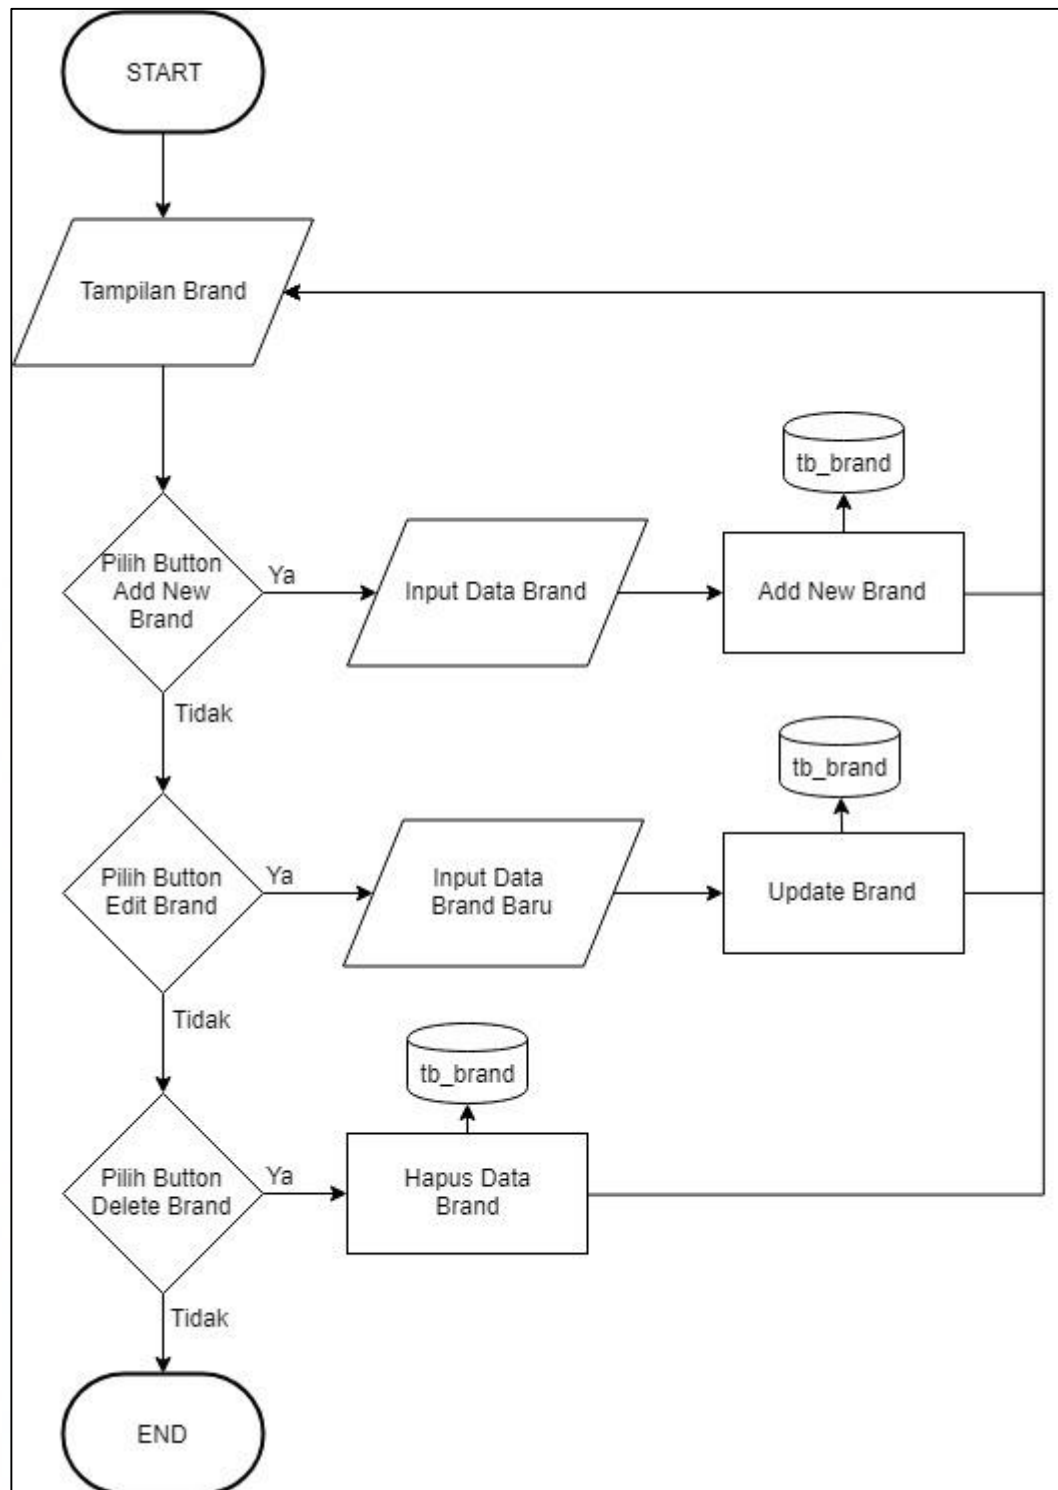 START
Tampilan Brand
tb_brand
Pilih Button
Add New
Brand
Ya
Input Data Brand
Add New Brand
Tidak
tb_brand
Pilih Button
Edit Brand
Ya
Input Data
Brand Baru
Update Brand
Tidak
tb_brand
Pilih Button
Delete Brand
Ya
Hapus Data
Brand
Tidak
END